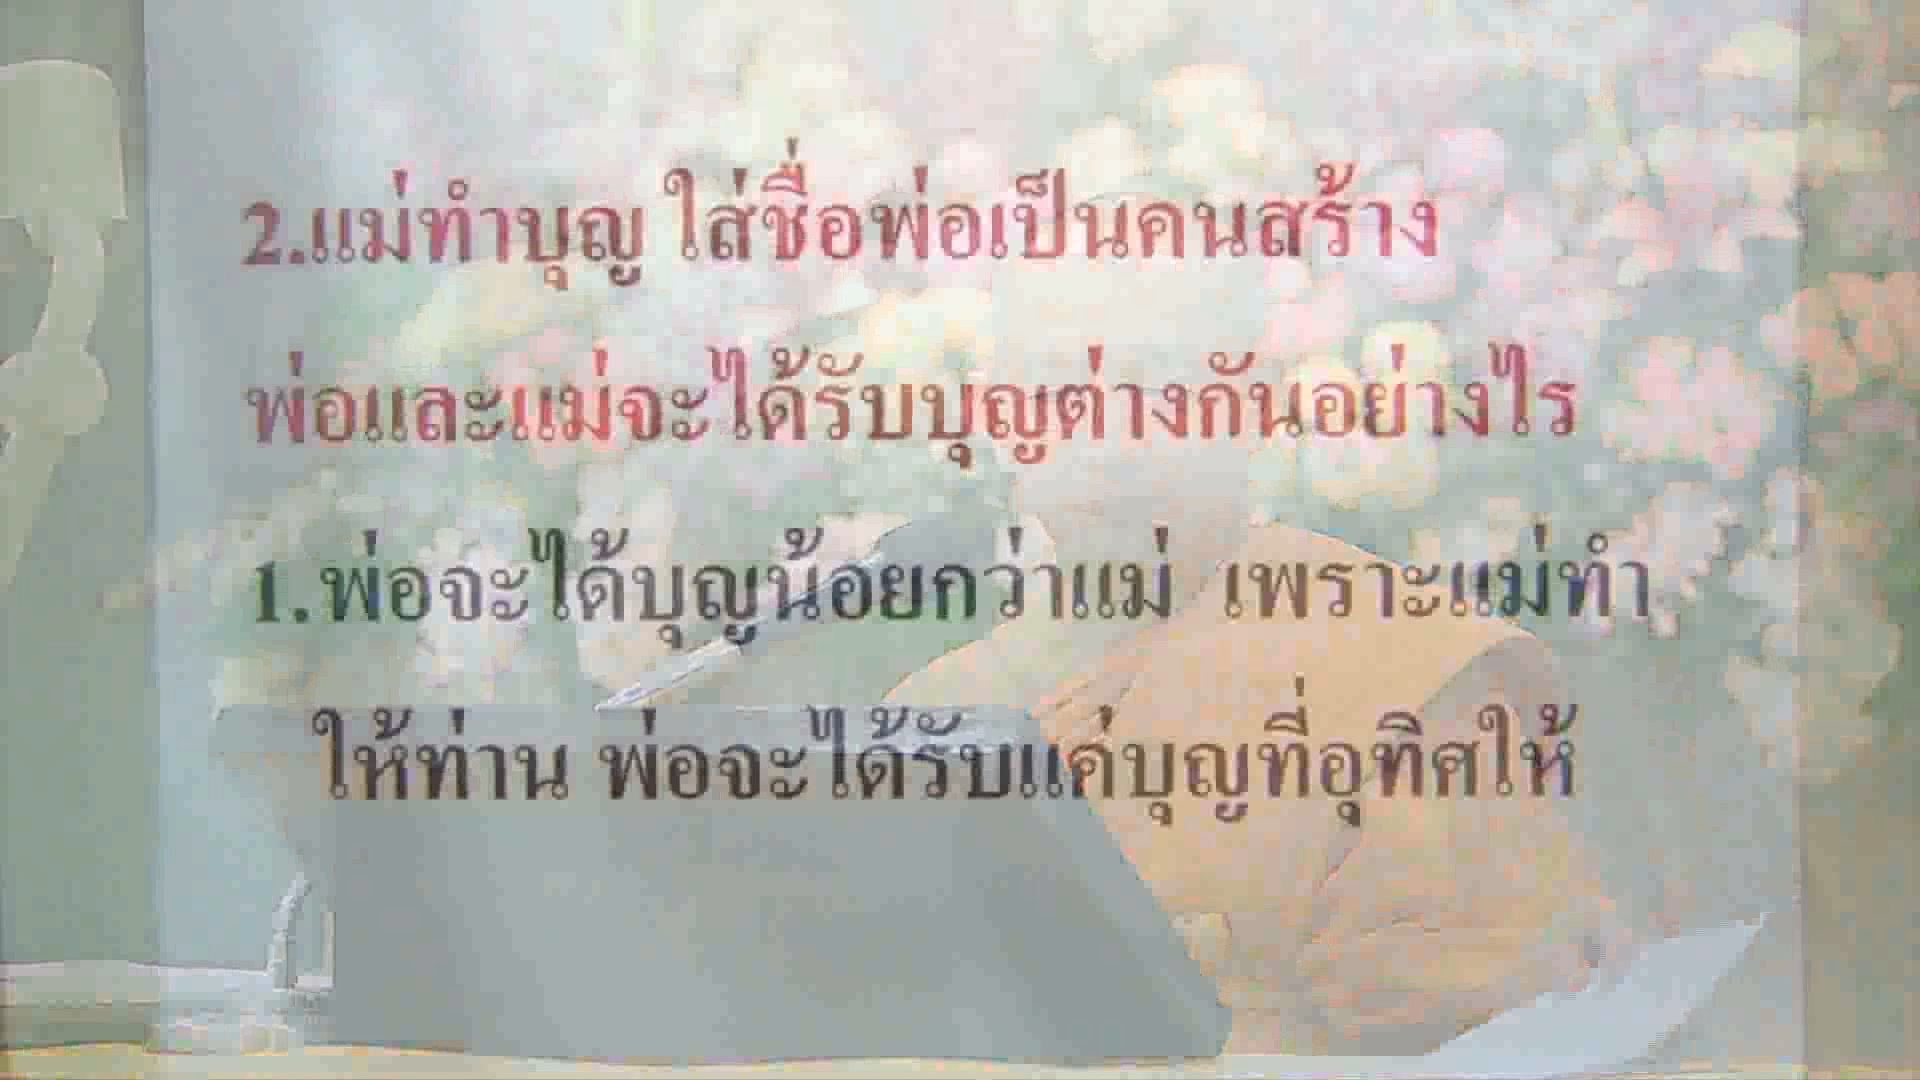 2.แม่ทำบุญ ใส่ชื่อพ่อเป็นคนสร้าง
พ่อและแม่จะได้รับบุญต่างกันอย่างไร
1.พ่อจะได้บุญน้อยกว่าแม่ เพราะแม่ทำ
ให้ท่าน พ่อจะได้รับแค่บุญที่อุทิศให้